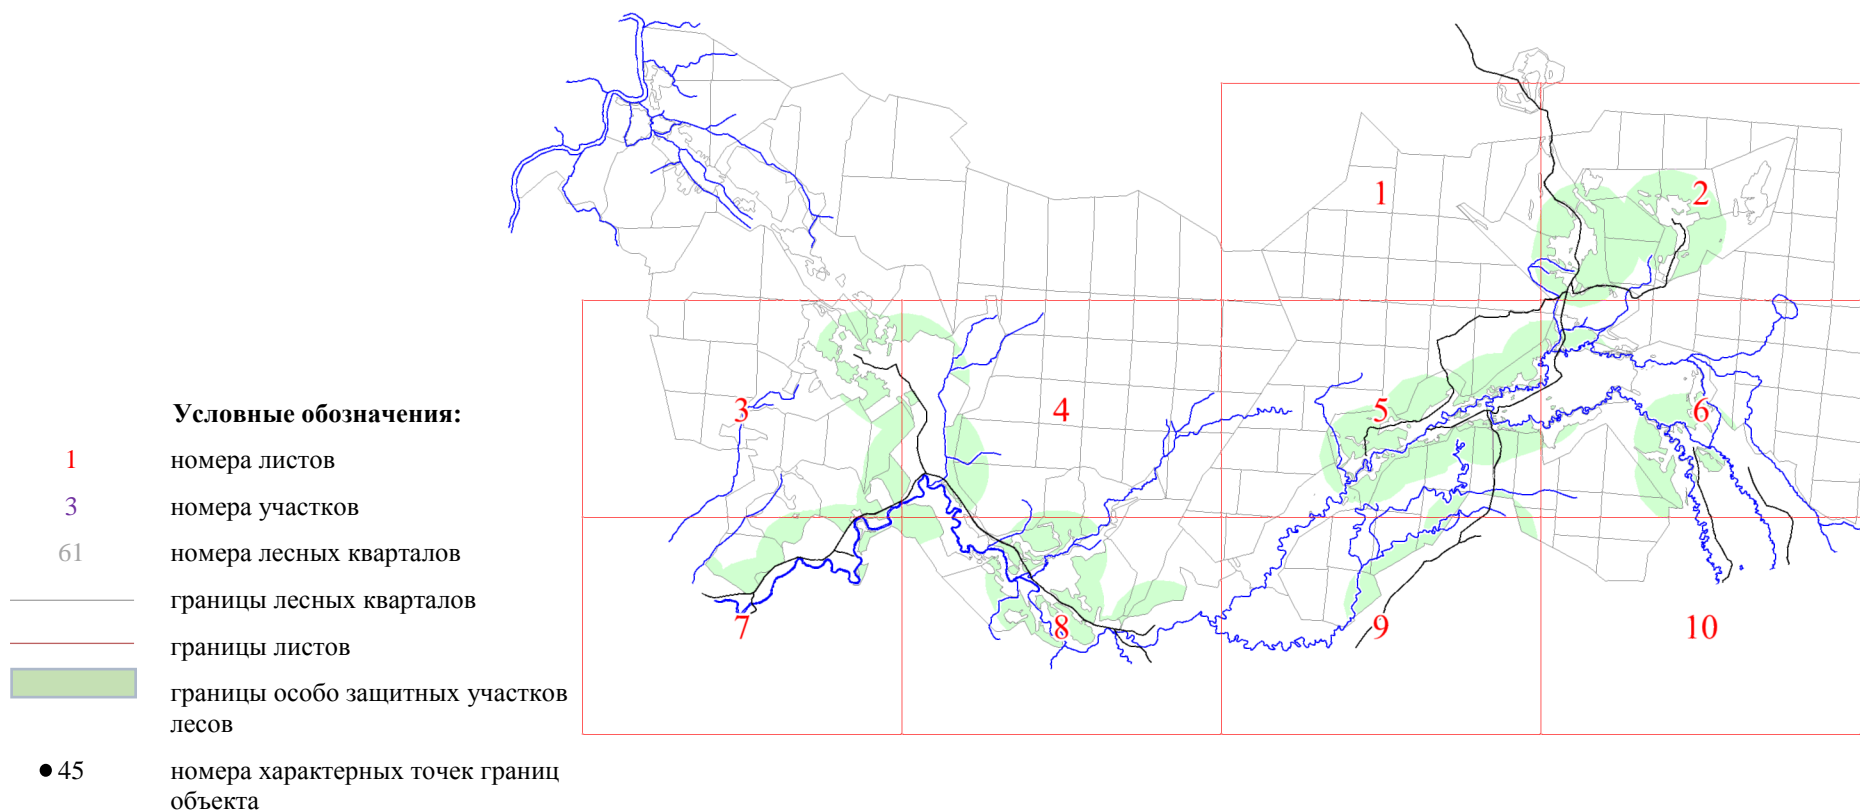 Условные обозначения:
1 номера листов
3 номера участков
61 номера лесных кварталов
границы лесных кварталов
границы листов
границы особо защитных участков
лесов
45 номера характерных точек границ
объекта
1
2
3
4
5
6
7
8
9
10